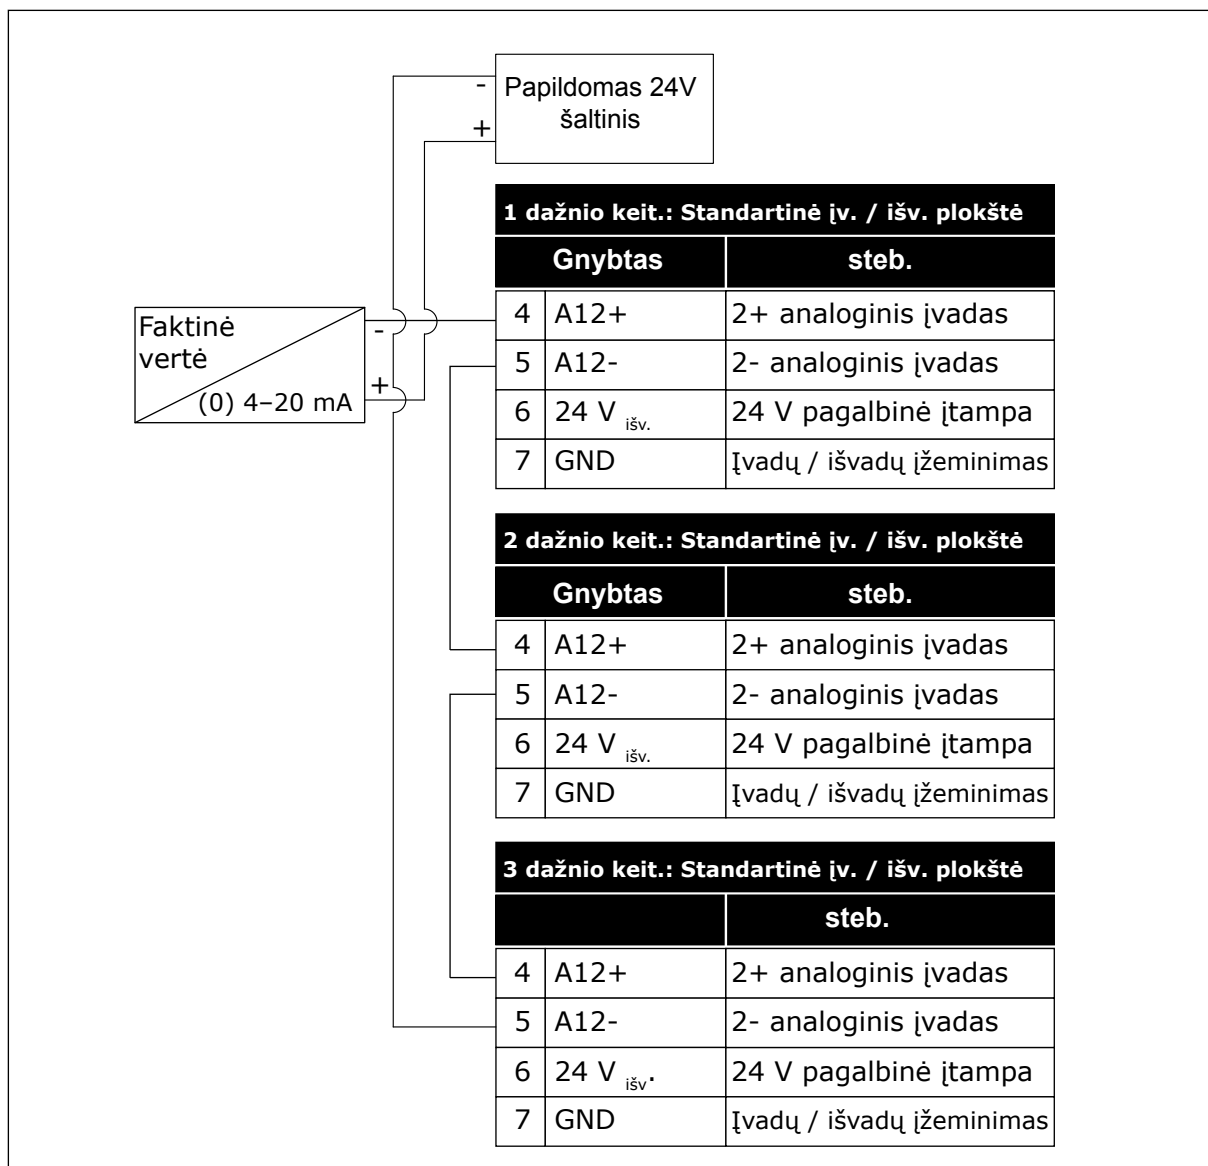 -
Papildomas 24V
šaltinis
+
1 dažnio keit.: Standartinė įv. / išv. plokštė
Gnybtas steb.
Faktinė
vertė
-
+
(0) 4–20 mA
4 A12+ 2+ analoginis įvadas
5 A12- 2- analoginis įvadas
6 24 V išv. 24 V pagalbinė įtampa
7 GND Įvadų / išvadų įžeminimas
2 dažnio keit.: Standartinė įv. / išv. plokštė
Gnybtas steb.
4 A12+ 2+ analoginis įvadas
5 A12- 2- analoginis įvadas
6 24 V išv. 24 V pagalbinė įtampa
7 GND Įvadų / išvadų įžeminimas
3 dažnio keit.: Standartinė įv. / išv. plokštė
steb.
4 A12+ 2+ analoginis įvadas
5 A12- 2- analoginis įvadas
6 24 V išv. 24 V pagalbinė įtampa
7 GND Įvadų / išvadų įžeminimas